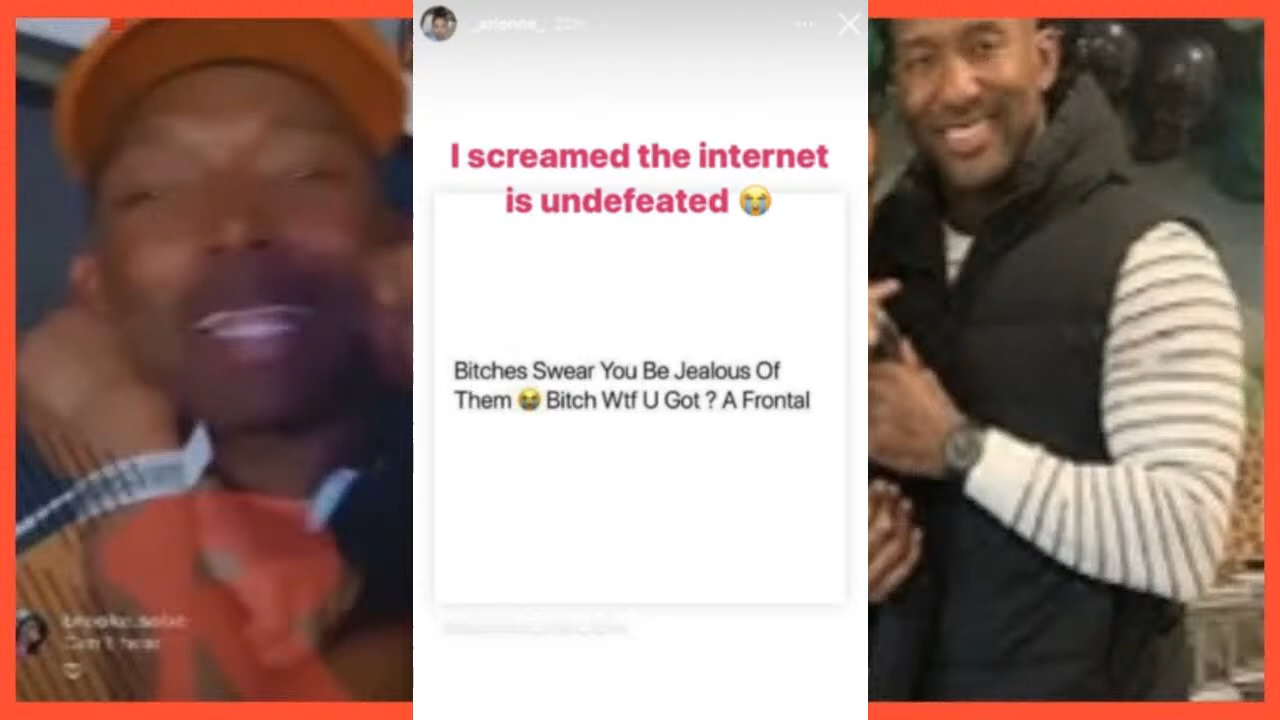 I screamed the internet
is undefeated 😭
Bitches Swear You Be Jealous Of
Them 😭 Bitch Wtf U Got ? A Frontal